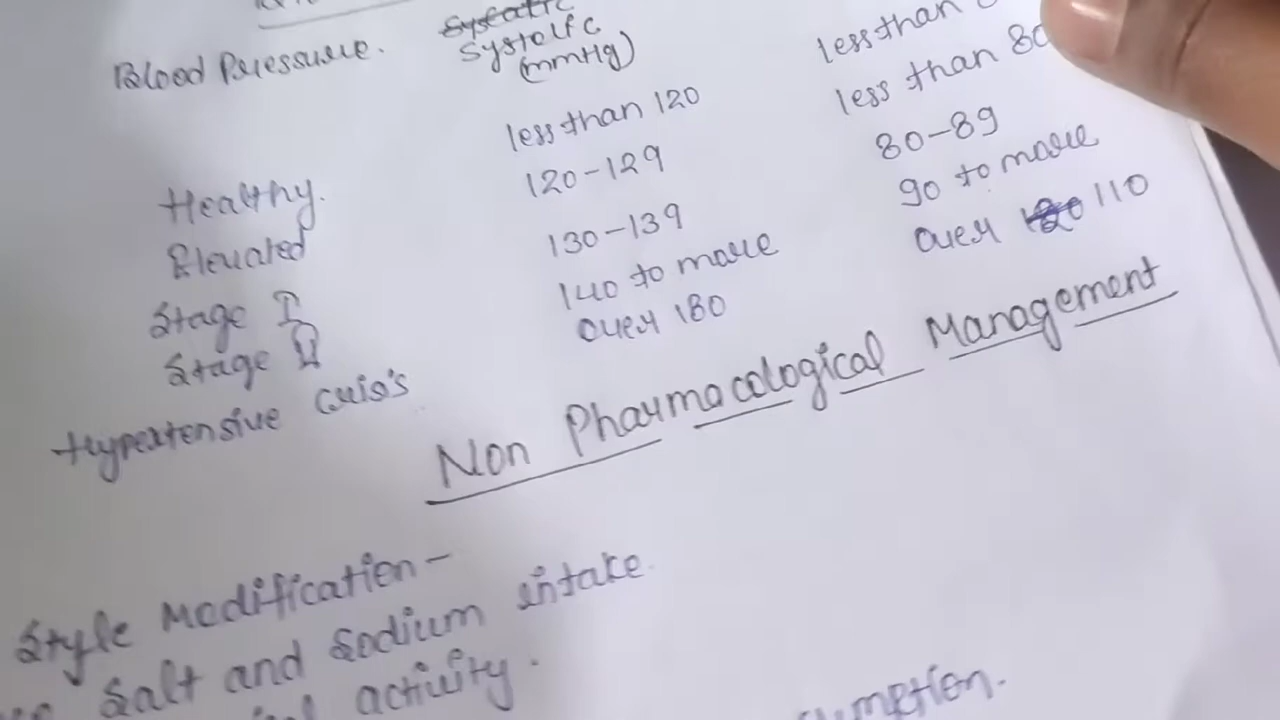 Blood Pressure. Systolic less than
(mmHg) less than 80
less than 120 80-89
Healthy. 120-129 90 to more
Elevated 130-139 over 110
Stage I 140 to more
Stage II over 180
Hypertensive Crisis
Non Pharmacological Management
Style Modification -
Salt and Sodium intake.
activity.